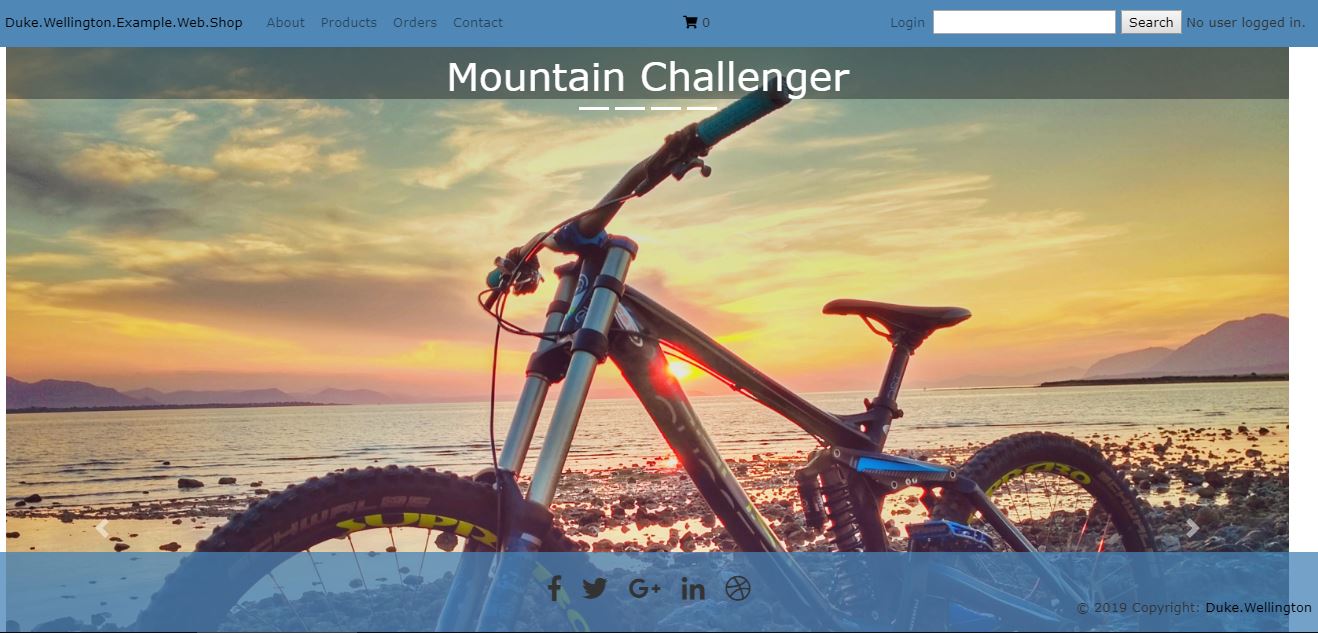 Duke.Wellington.Example.Web.Shop About Products Orders Contact 0 Login Search No user logged in.
Mountain Challenger
SCHWALBE
© 2019 Copyright: Duke.Wellington